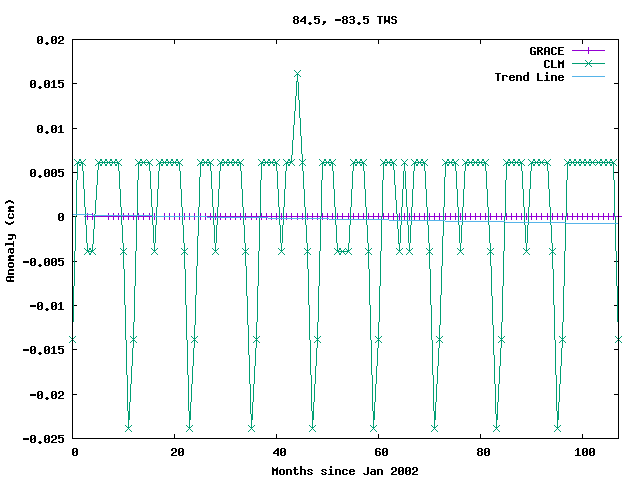 84.5, -83.5 TWS
GRACE
CLM
Trend Line
0.02
0.015
0.01
0.005
0
-0.005
-0.01
-0.015
-0.02
-0.025
Anomaly (cm)
0 20 40 60 80 100
Months since Jan 2002